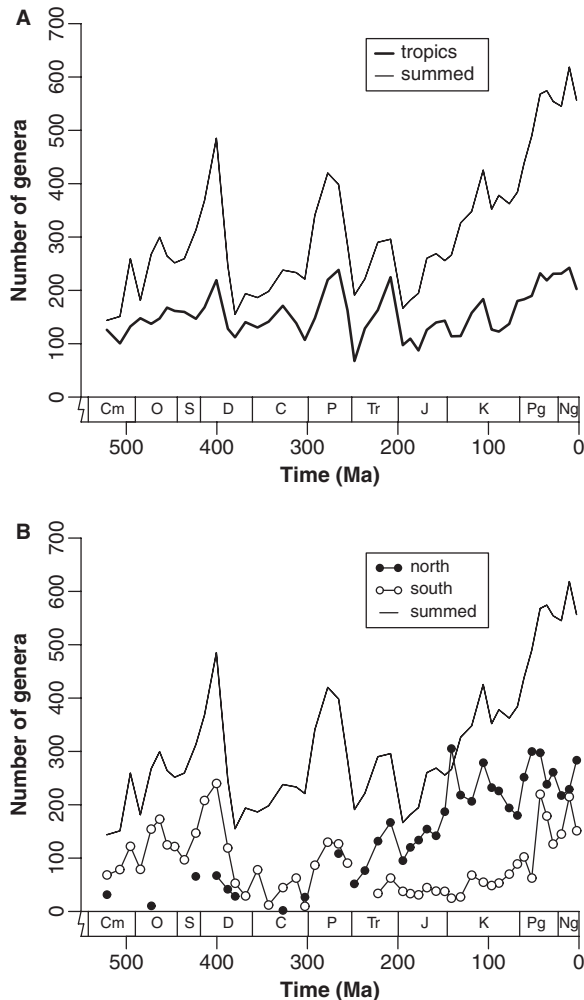 A
700
tropics
summed
600
500
400
300
200
100
0
Number of genera
Cm O S D C P Tr J K Pg Ng
500 400 300 200 100 0
Time (Ma)
B
700
north
south
summed
600
500
400
300
200
100
0
Number of genera
Cm O S D C P Tr J K Pg Ng
500 400 300 200 100 0
Time (Ma)